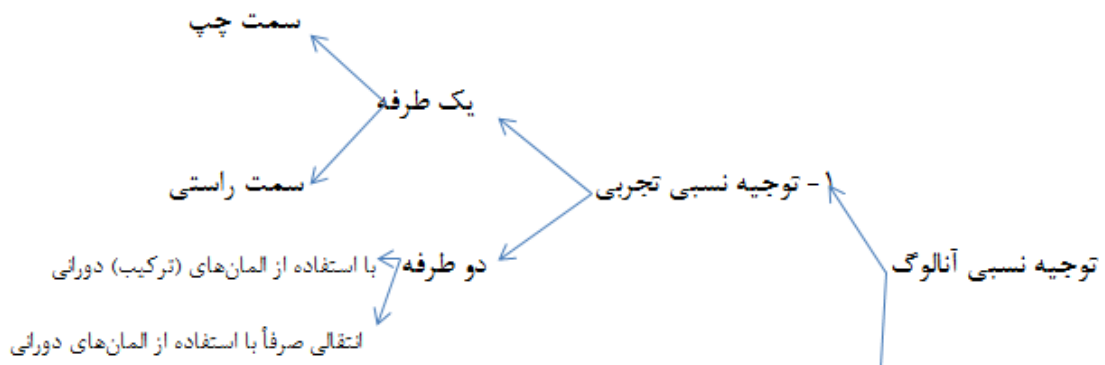 سمت چپ
یک طرفه
سمت راستی
۱- توجیه نسبی تجربی
دو طرفه
با استفاده از المان‌های (ترکیب) دورانی
توجیه نسبی آنالوگ
انتقالی صرفاً با استفاده از المان‌های دورانی